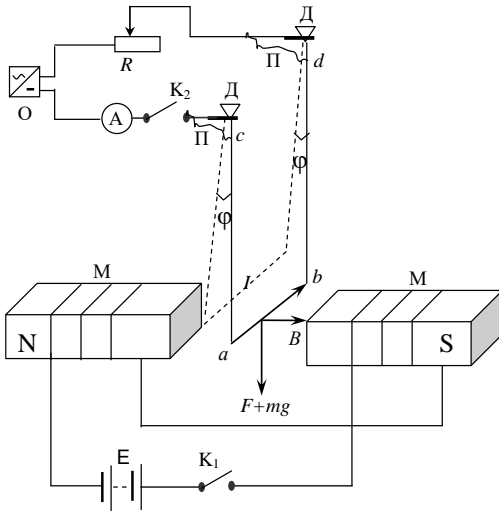 Д
П d
R
K₂ Д
О А П c
φ
φ
М I b М
N a B S
F+mg
E K₁